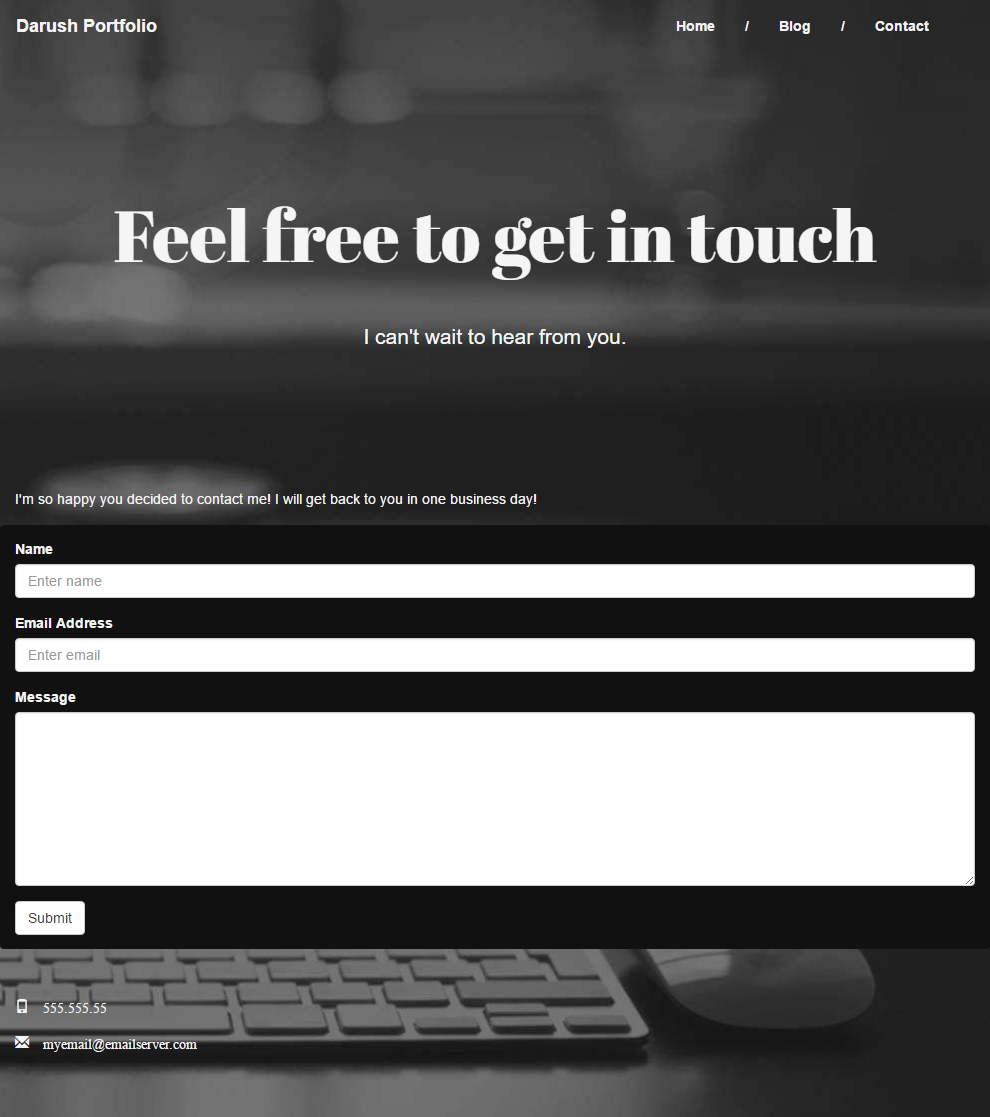 Darush Portfolio
Home / Blog / Contact
Feel free to get in touch
I can't wait to hear from you.
I'm so happy you decided to contact me! I will get back to you in one business day!
Name
Enter name
Email Address
Enter email
Message
Submit
555.555.55
myemail@emailserver.com